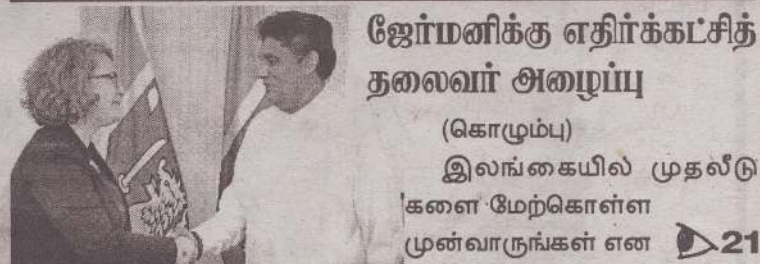 ஜேர்மனிக்கு எதிர்க்கட்சித்
தலைவர் அழைப்பு
(கொழும்பு)
இலங்கையில் முதலீடு
களை மேற்கொள்ள
முன்வாருங்கள் என 21